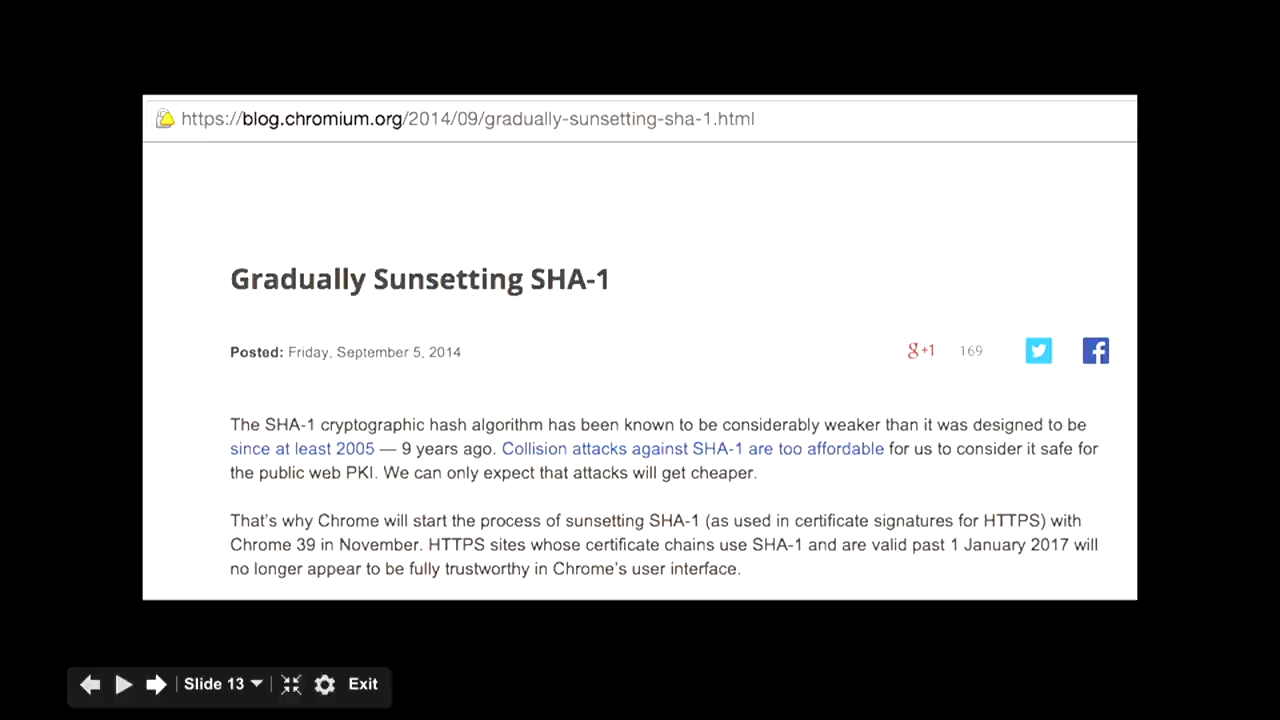 https://blog.chromium.org/2014/09/gradually-sunsetting-sha-1.html
Gradually Sunsetting SHA-1
Posted: Friday, September 5, 2014
g+1 169
The SHA-1 cryptographic hash algorithm has been known to be considerably weaker than it was designed to be
since at least 2005 — 9 years ago. Collision attacks against SHA-1 are too affordable for us to consider it safe for
the public web PKI. We can only expect that attacks will get cheaper.
That's why Chrome will start the process of sunsetting SHA-1 (as used in certificate signatures for HTTPS) with
Chrome 39 in November. HTTPS sites whose certificate chains use SHA-1 and are valid past 1 January 2017 will
no longer appear to be fully trustworthy in Chrome's user interface.
Slide 13 Exit